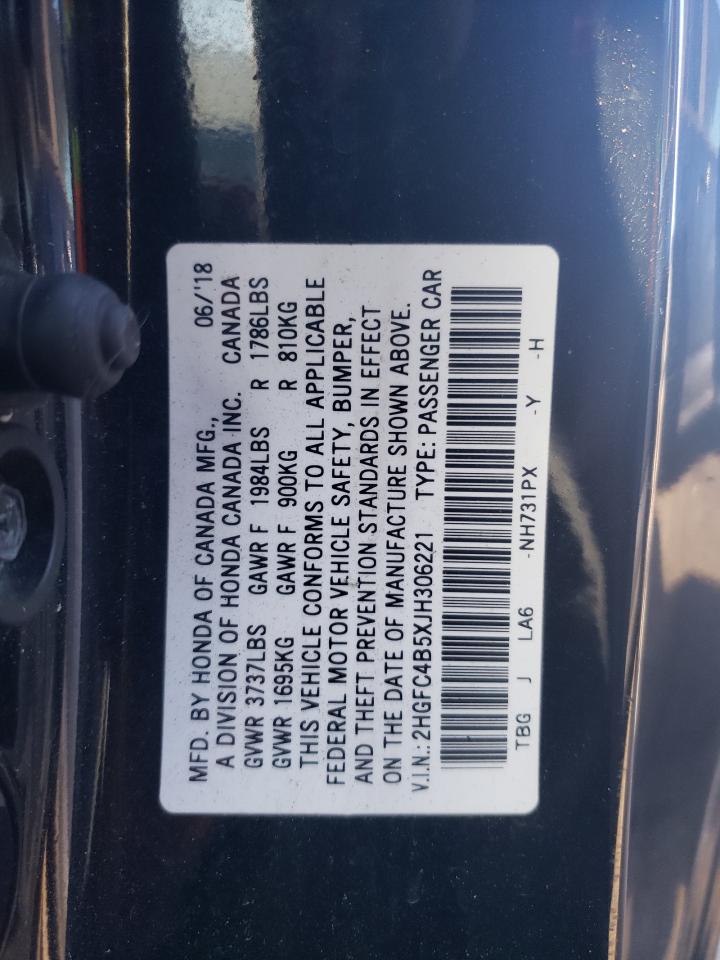 MFD. BY HONDA OF CANADA MFG., 06/'18
A DIVISION OF HONDA CANADA INC. CANADA
GVWR 3737LBS GAWR F 1984LBS R 1786LBS
GVWR 1695KG GAWR F 900KG R 810KG
THIS VEHICLE CONFORMS TO ALL APPLICABLE
FEDERAL MOTOR VEHICLE SAFETY, BUMPER,
AND THEFT PREVENTION STANDARDS IN EFFECT
ON THE DATE OF MANUFACTURE SHOWN ABOVE.
V.I.N.: 2HGFC4B5XJH306221 TYPE: PASSENGER CAR
TBG J LA6 -NH731PX -Y -H